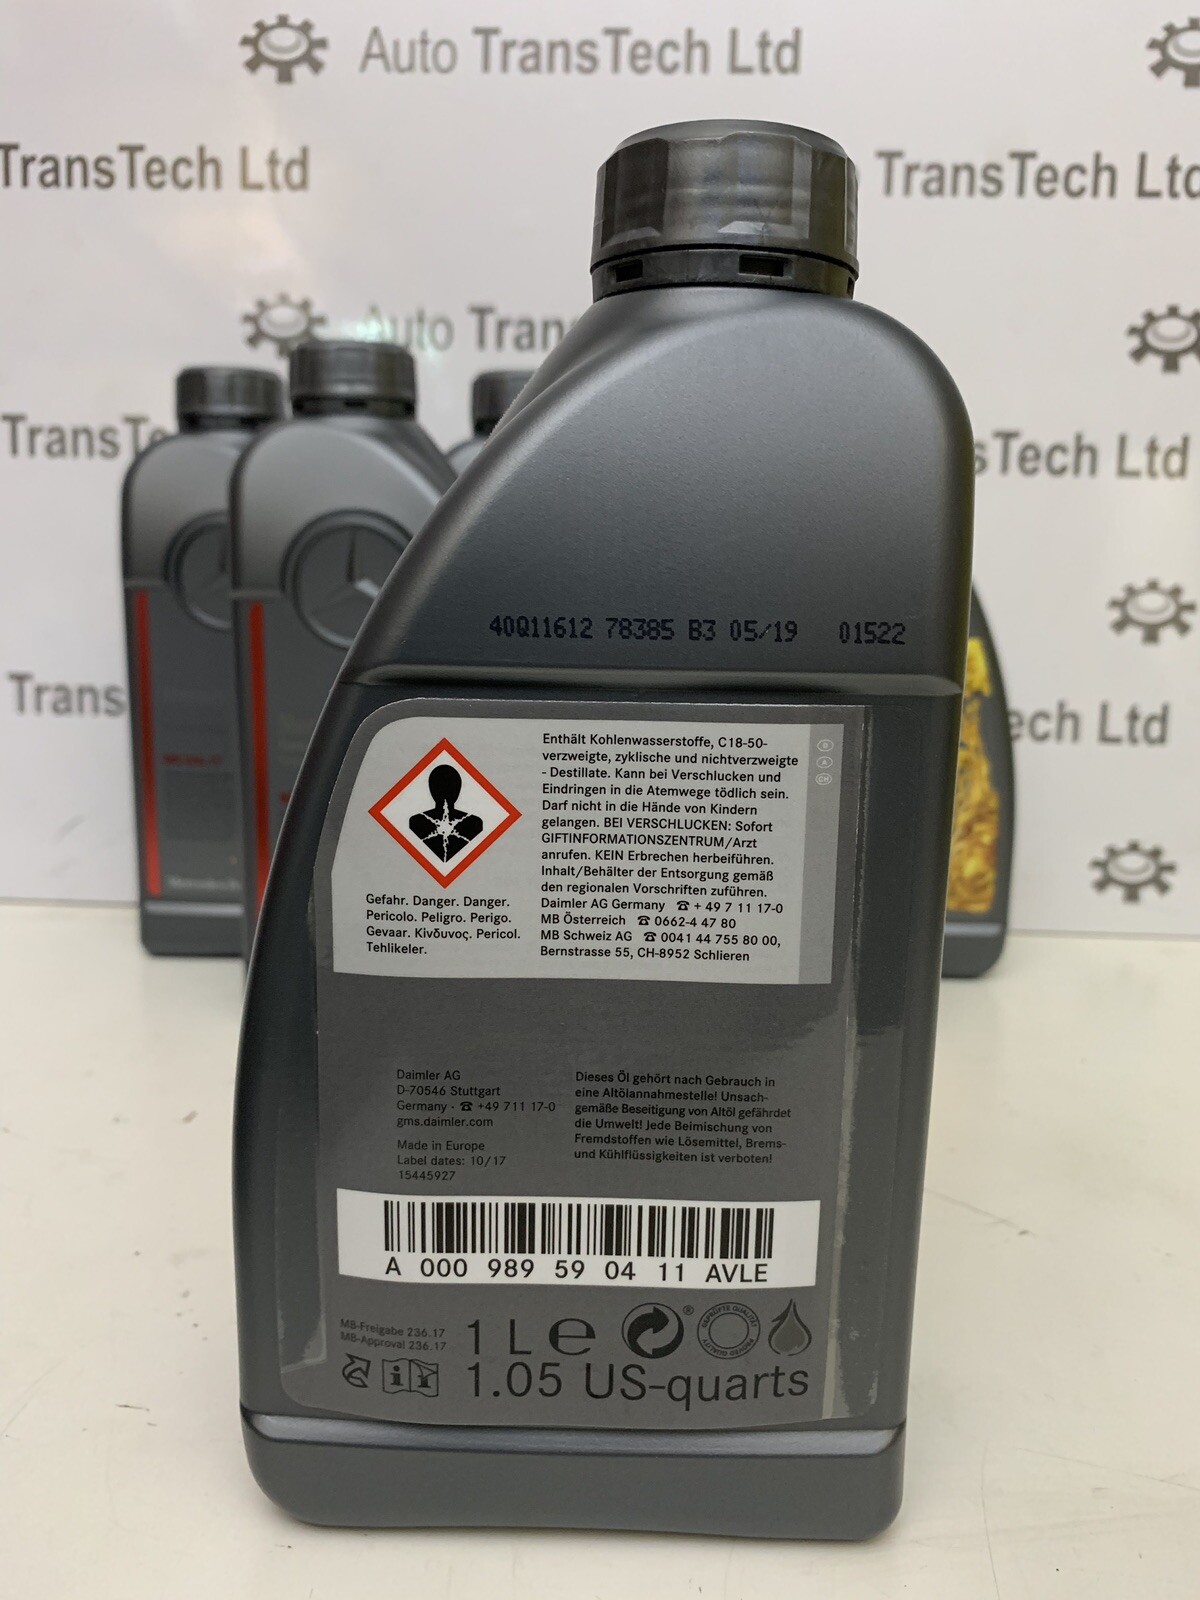 Auto TransTech Ltd
TransTech Ltd
TransTech Ltd
Auto Tran
TransTe
sTech Ltd
Trans
ech Ltd
40Q11612 78385 B3 05/19 01522
Enthält Kohlenwasserstoffe, C18-50-
verzweigte, zyklische und nichtverzweigte
- Destillate. Kann bei Verschlucken und
Eindringen in die Atemwege tödlich sein.
Darf nicht in die Hände von Kindern
gelangen. BEI VERSCHLUCKEN: Sofort
GIFTINFORMATIONSZENTRUM/Arzt
anrufen. KEIN Erbrechen herbeiführen.
Inhalt/Behälter der Entsorgung gemäß
den regionalen Vorschriften zuführen.
Daimler AG Germany ☎ + 49 7 11 17-0
MB Österreich ☎ 0662-4 47 80
MB Schweiz AG ☎ 0041 44 755 80 00,
Bernstrasse 55, CH-8952 Schlieren
D
A
CH
Gefahr. Danger. Danger.
Pericolo. Peligro. Perigo.
Gevaar. Κίνδυνος. Pericol.
Tehlikeler.
Daimler AG
D-70546 Stuttgart
Germany - ☎ +49 711 17-0
gms.daimler.com
Made in Europe
Label dates: 10/17
15445927
Dieses Öl gehört nach Gebrauch in
eine Altölannahmestelle! Unsach-
gemäße Beseitigung von Altöl gefährdet
die Umwelt! Jede Beimischung von
Fremdstoffen wie Lösemittel, Brems-
und Kühlflüssigkeiten ist verboten!
A 000 989 59 04 11 AVLE
MB-Freigabe 236.17
MB-Approval 236.17
1 L e
1.05 US-quarts
GEPRÜFTE QUALITÄT
PROVED QUALITY